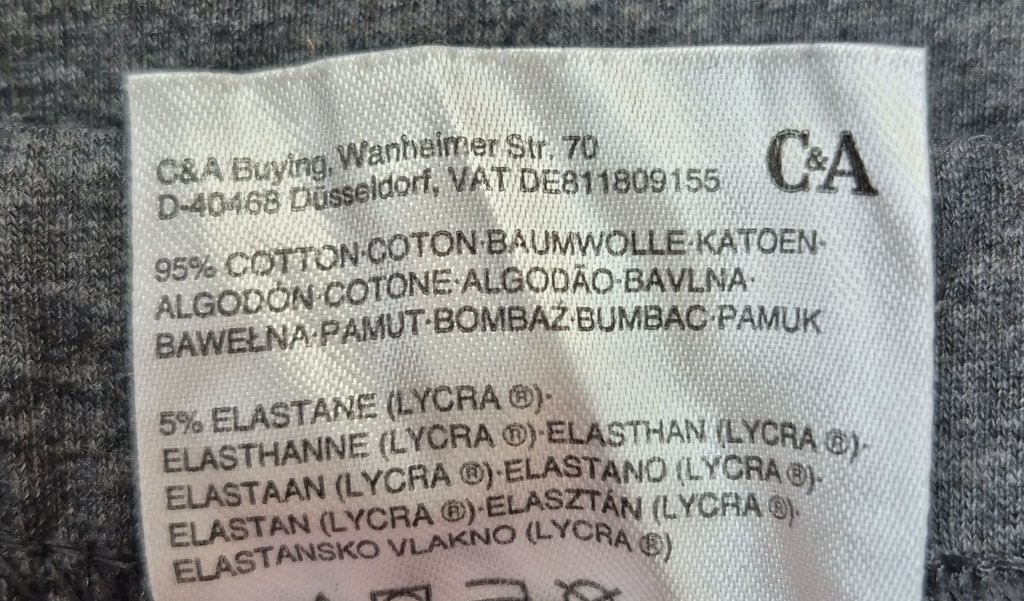 C&A Buying, Wanheimer Str. 70
C&A
D-40468 Düsseldorf, VAT DE811809155
95% COTTON·COTON·BAUMWOLLE·KATOEN·
ALGODÓN·COTONE·ALGODÃO·BAVLNA·
BAWEŁNA·PAMUT·BOMBAŽ·BUMBAC·PAMUK
5% ELASTANE (LYCRA ®)·
ELASTHANNE (LYCRA ®)·ELASTHAN (LYCRA ®)·
ELASTAAN (LYCRA ®)·ELASTANO (LYCRA ®)·
ELASTAN (LYCRA ®)·ELASZTÁN (LYCRA ®)·
ELASTANSKO VLAKNO (LYCRA ®)